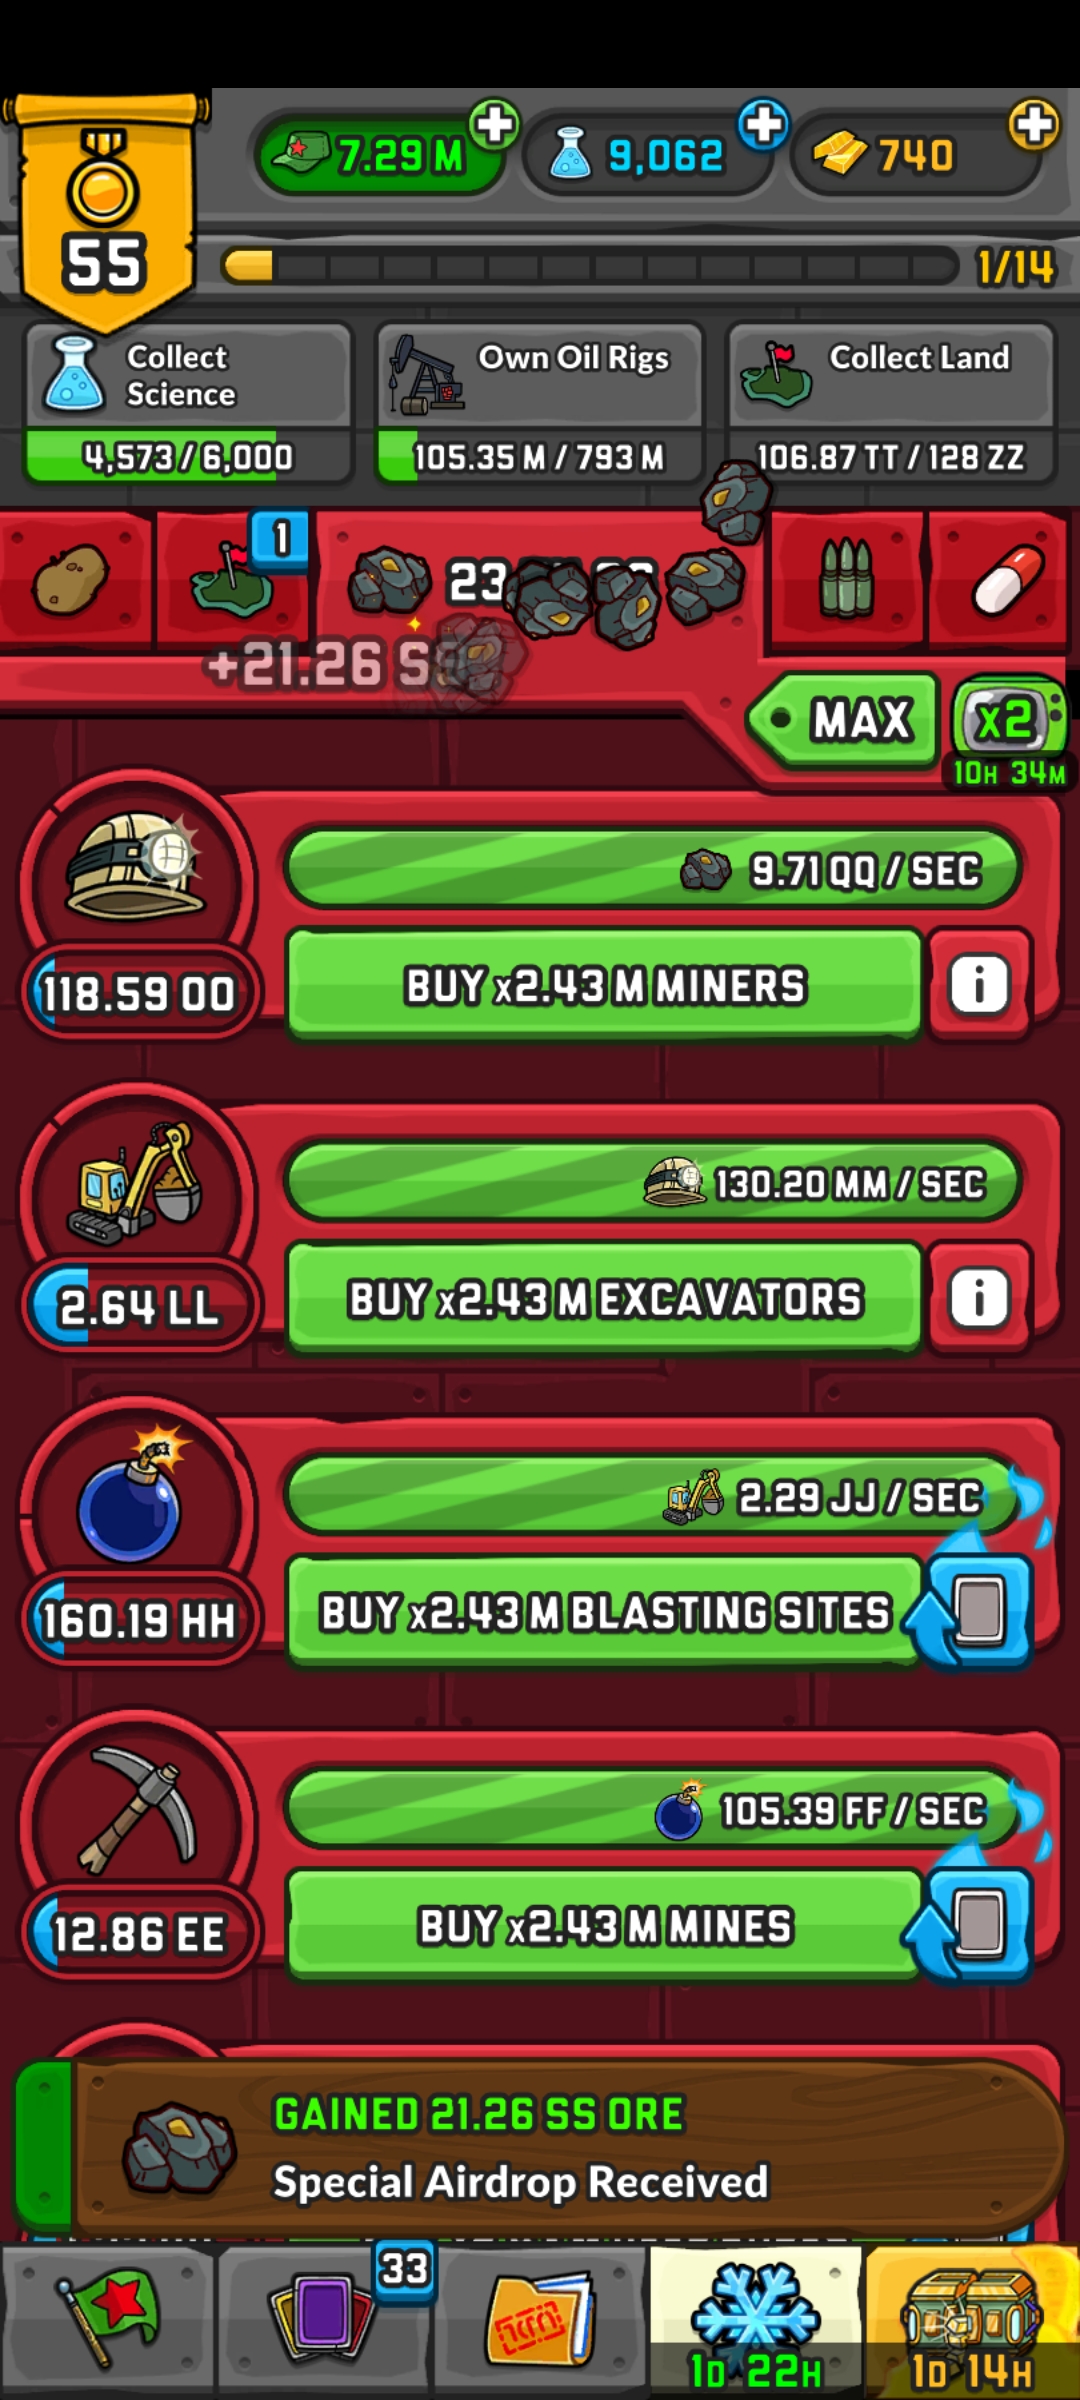 7.29 M
9,062
740
55
1/14
Collect
Science
Own Oil Rigs
Collect Land
4,573 / 6,000
105.35 M / 793 M
106.87 TT / 128 ZZ
1
23
+21.26 S
MAX
x2
10H 34M
9.71 QQ / SEC
118.59 OO
BUY x2.43 M MINERS
i
130.20 MM / SEC
2.64 LL
BUY x2.43 M EXCAVATORS
i
2.29 JJ / SEC
160.19 HH
BUY x2.43 M BLASTING SITES
105.39 FF / SEC
12.86 EE
BUY x2.43 M MINES
GAINED 21.26 SS ORE
Special Airdrop Received
33
1D 22H
1D 14H